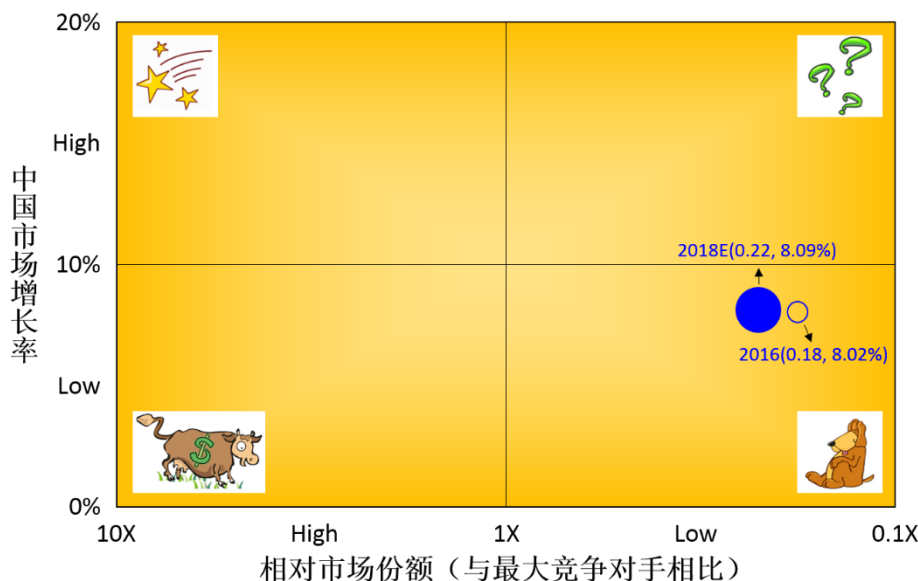 20%
High
中国市场增长率
10%
2018E(0.22, 8.09%)
2016(0.18, 8.02%)
Low
$
0%
10X
High
1X
Low
0.1X
相对市场份额（与最大竞争对手相比）